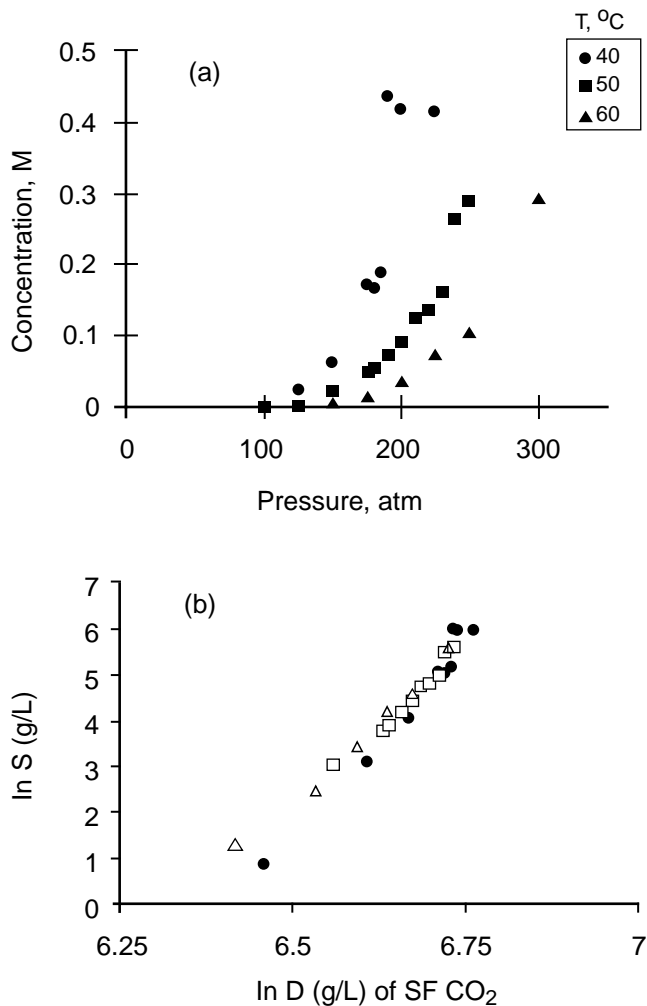 T, °C
40
50
60
(a)
0.5
0.4
0.3
0.2
0.1
0
Concentration, M
0 100 200 300
Pressure, atm
(b)
7
6
5
4
3
2
1
0
ln S (g/L)
6.25 6.5 6.75 7
ln D (g/L) of SF CO₂